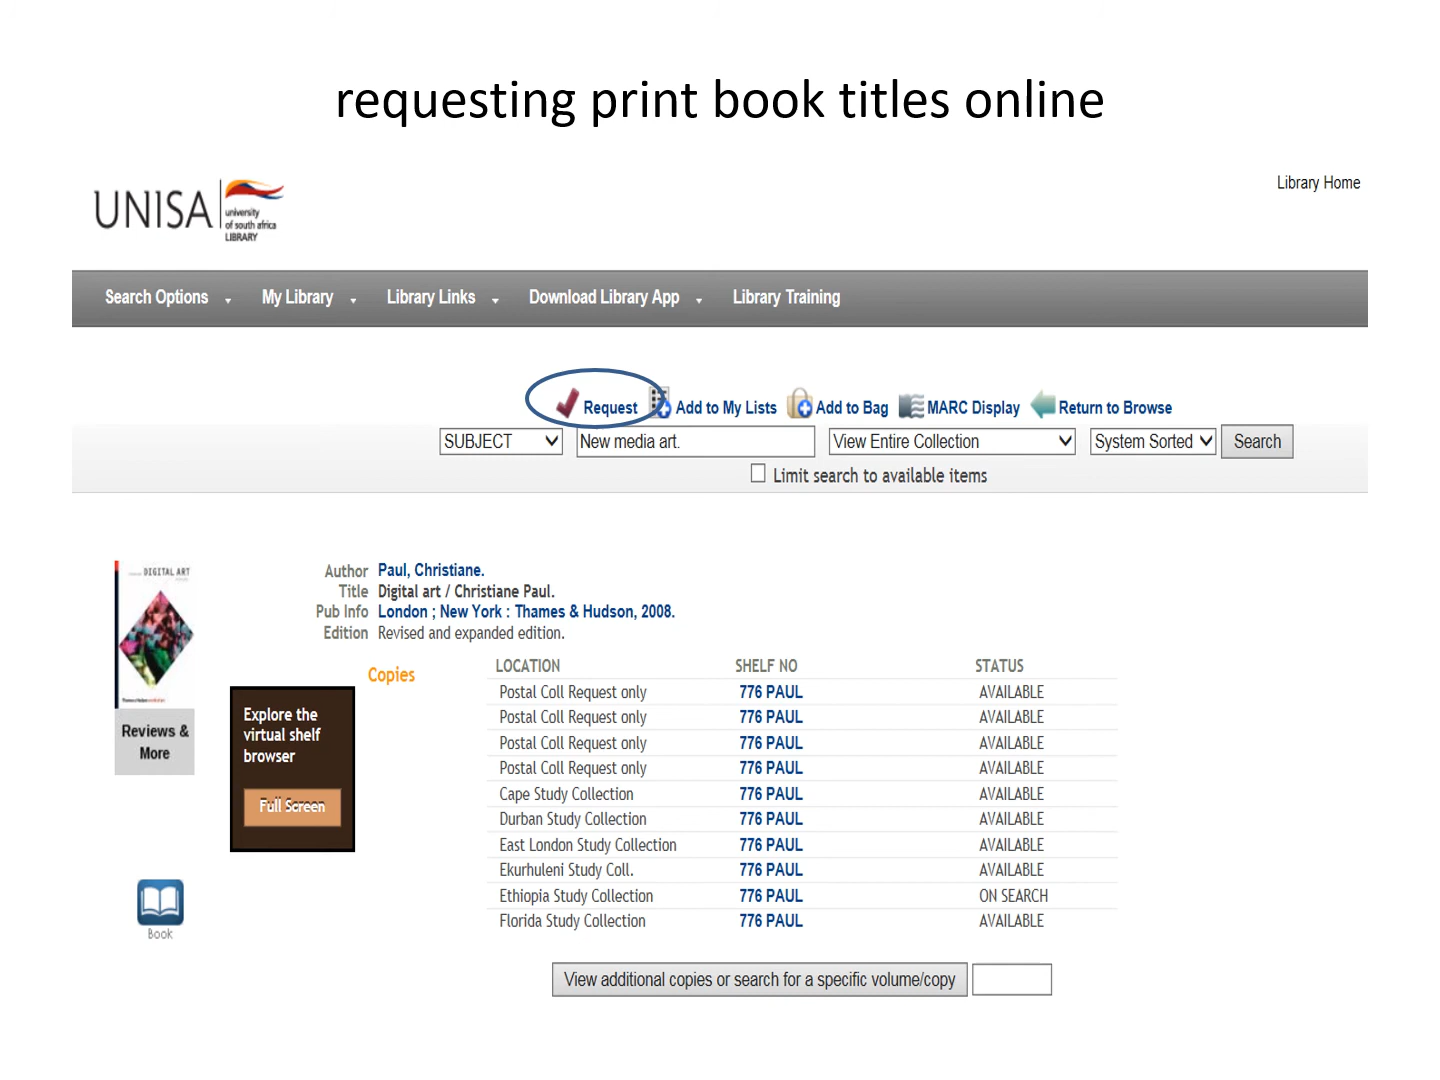 requesting print book titles online
UNISA
university
of south africa
LIBRARY
Library Home
Search Options My Library Library Links Download Library App Library Training
Request Add to My Lists Add to Bag MARC Display Return to Browse
SUBJECT New media art. View Entire Collection System Sorted Search
Limit search to available items
DIGITAL ART
Reviews &
More
Author Paul, Christiane.
Title Digital art / Christiane Paul.
Pub Info London ; New York : Thames & Hudson, 2008.
Edition Revised and expanded edition.
Explore the
virtual shelf
browser
Full Screen
Book
Copies
LOCATION SHELF NO STATUS
Postal Coll Request only 776 PAUL AVAILABLE
Postal Coll Request only 776 PAUL AVAILABLE
Postal Coll Request only 776 PAUL AVAILABLE
Postal Coll Request only 776 PAUL AVAILABLE
Cape Study Collection 776 PAUL AVAILABLE
Durban Study Collection 776 PAUL AVAILABLE
East London Study Collection 776 PAUL AVAILABLE
Ekurhuleni Study Coll. 776 PAUL AVAILABLE
Ethiopia Study Collection 776 PAUL ON SEARCH
Florida Study Collection 776 PAUL AVAILABLE
View additional copies or search for a specific volume/copy